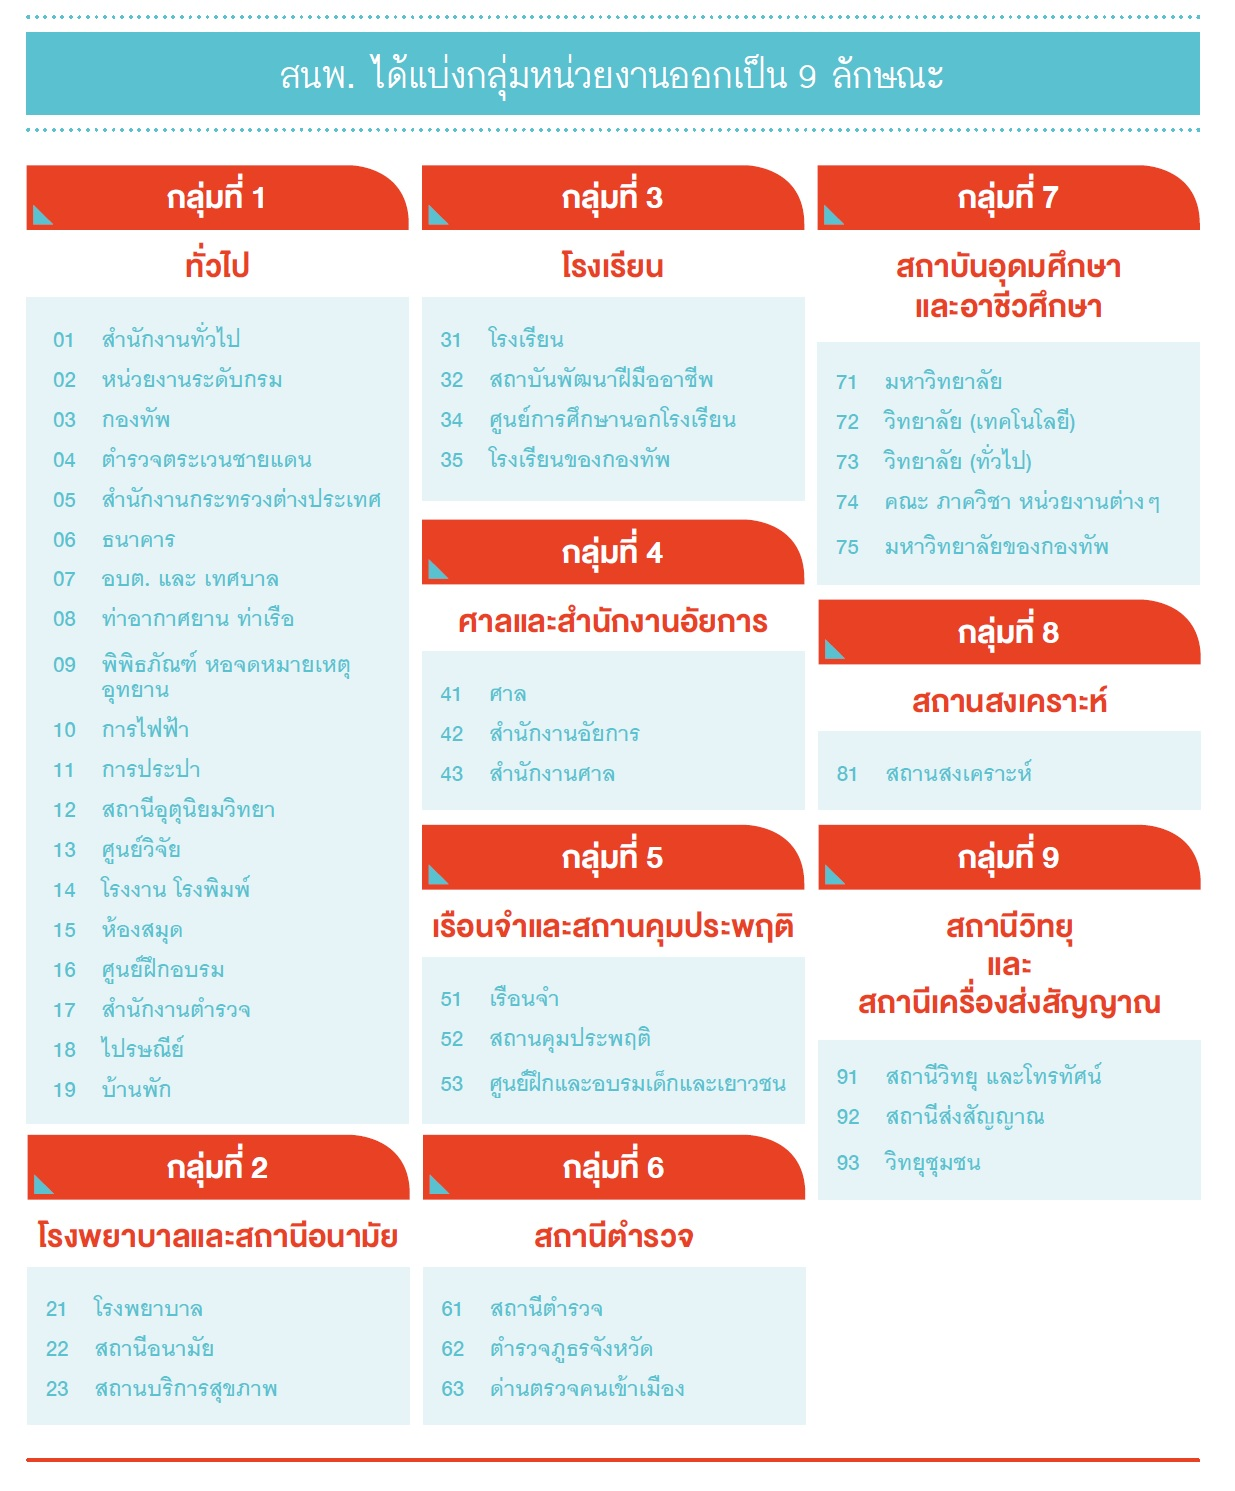 สนพ. ได้แบ่งกลุ่มหน่วยงานออกเป็น 9 ลักษณะ
กลุ่มที่ 1
ทั่วไป
01 สำนักงานทั่วไป
02 หน่วยงานระดับกรม
03 กองทัพ
04 ตำรวจตระเวนชายแดน
05 สำนักงานกระทรวงต่างประเทศ
06 ธนาคาร
07 อบต. และ เทศบาล
08 ท่าอากาศยาน ท่าเรือ
09 พิพิธภัณฑ์ หอจดหมายเหตุ
อุทยาน
10 การไฟฟ้า
11 การประปา
12 สถานีอุตุนิยมวิทยา
13 ศูนย์วิจัย
14 โรงงาน โรงพิมพ์
15 ห้องสมุด
16 ศูนย์ฝึกอบรม
17 สำนักงานตำรวจ
18 ไปรษณีย์
19 บ้านพัก
กลุ่มที่ 2
โรงพยาบาลและสถานีอนามัย
21 โรงพยาบาล
22 สถานีอนามัย
23 สถานบริการสุขภาพ
กลุ่มที่ 3
โรงเรียน
31 โรงเรียน
32 สถาบันพัฒนาฝีมืออาชีพ
34 ศูนย์การศึกษานอกโรงเรียน
35 โรงเรียนของกองทัพ
กลุ่มที่ 4
ศาลและสำนักงานอัยการ
41 ศาล
42 สำนักงานอัยการ
43 สำนักงานศาล
กลุ่มที่ 5
เรือนจำและสถานคุมประพฤติ
51 เรือนจำ
52 สถานคุมประพฤติ
53 ศูนย์ฝึกและอบรมเด็กและเยาวชน
กลุ่มที่ 6
สถานีตำรวจ
61 สถานีตำรวจ
62 ตำรวจภูธรจังหวัด
63 ด่านตรวจคนเข้าเมือง
กลุ่มที่ 7
สถาบันอุดมศึกษา
และอาชีวศึกษา
71 มหาวิทยาลัย
72 วิทยาลัย (เทคโนโลยี)
73 วิทยาลัย (ทั่วไป)
74 คณะ ภาควิชา หน่วยงานต่างๆ
75 มหาวิทยาลัยของกองทัพ
กลุ่มที่ 8
สถานสงเคราะห์
81 สถานสงเคราะห์
กลุ่มที่ 9
สถานีวิทยุ
และ
สถานีเครื่องส่งสัญญาณ
91 สถานีวิทยุ และโทรทัศน์
92 สถานีส่งสัญญาณ
93 วิทยุชุมชน